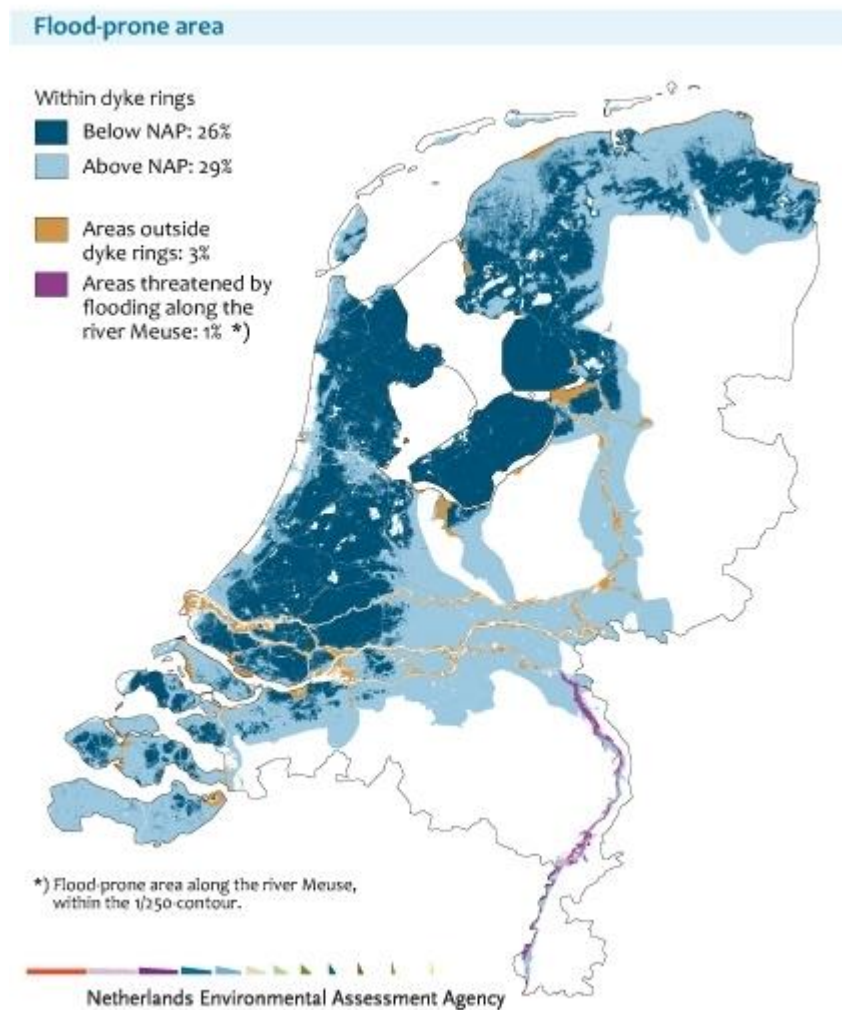 Flood-prone area
Within dyke rings
Below NAP: 26%
Above NAP: 29%
Areas outside
dyke rings: 3%
Areas threatened by
flooding along the
river Meuse: 1% *)
*) Flood-prone area along the river Meuse,
within the 1/250-contour.
Netherlands Environmental Assessment Agency